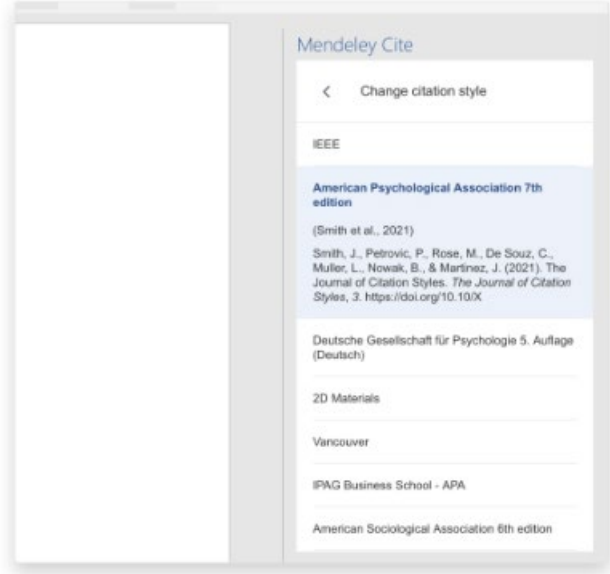 Mendeley Cite
Change citation style
IEEE
American Psychological Association 7th
edition
(Smith et al., 2021)
Smith, J., Petrovic, P., Rose, M., De Souz, C.,
Muller, L., Nowak, B., & Martinez, J. (2021). The
Journal of Citation Styles. The Journal of Citation
Styles, 3. https://doi.org/10.10/X
Deutsche Gesellschaft für Psychologie 5. Auflage
(Deutsch)
2D Materials
Vancouver
IPAG Business School - APA
American Sociological Association 6th edition